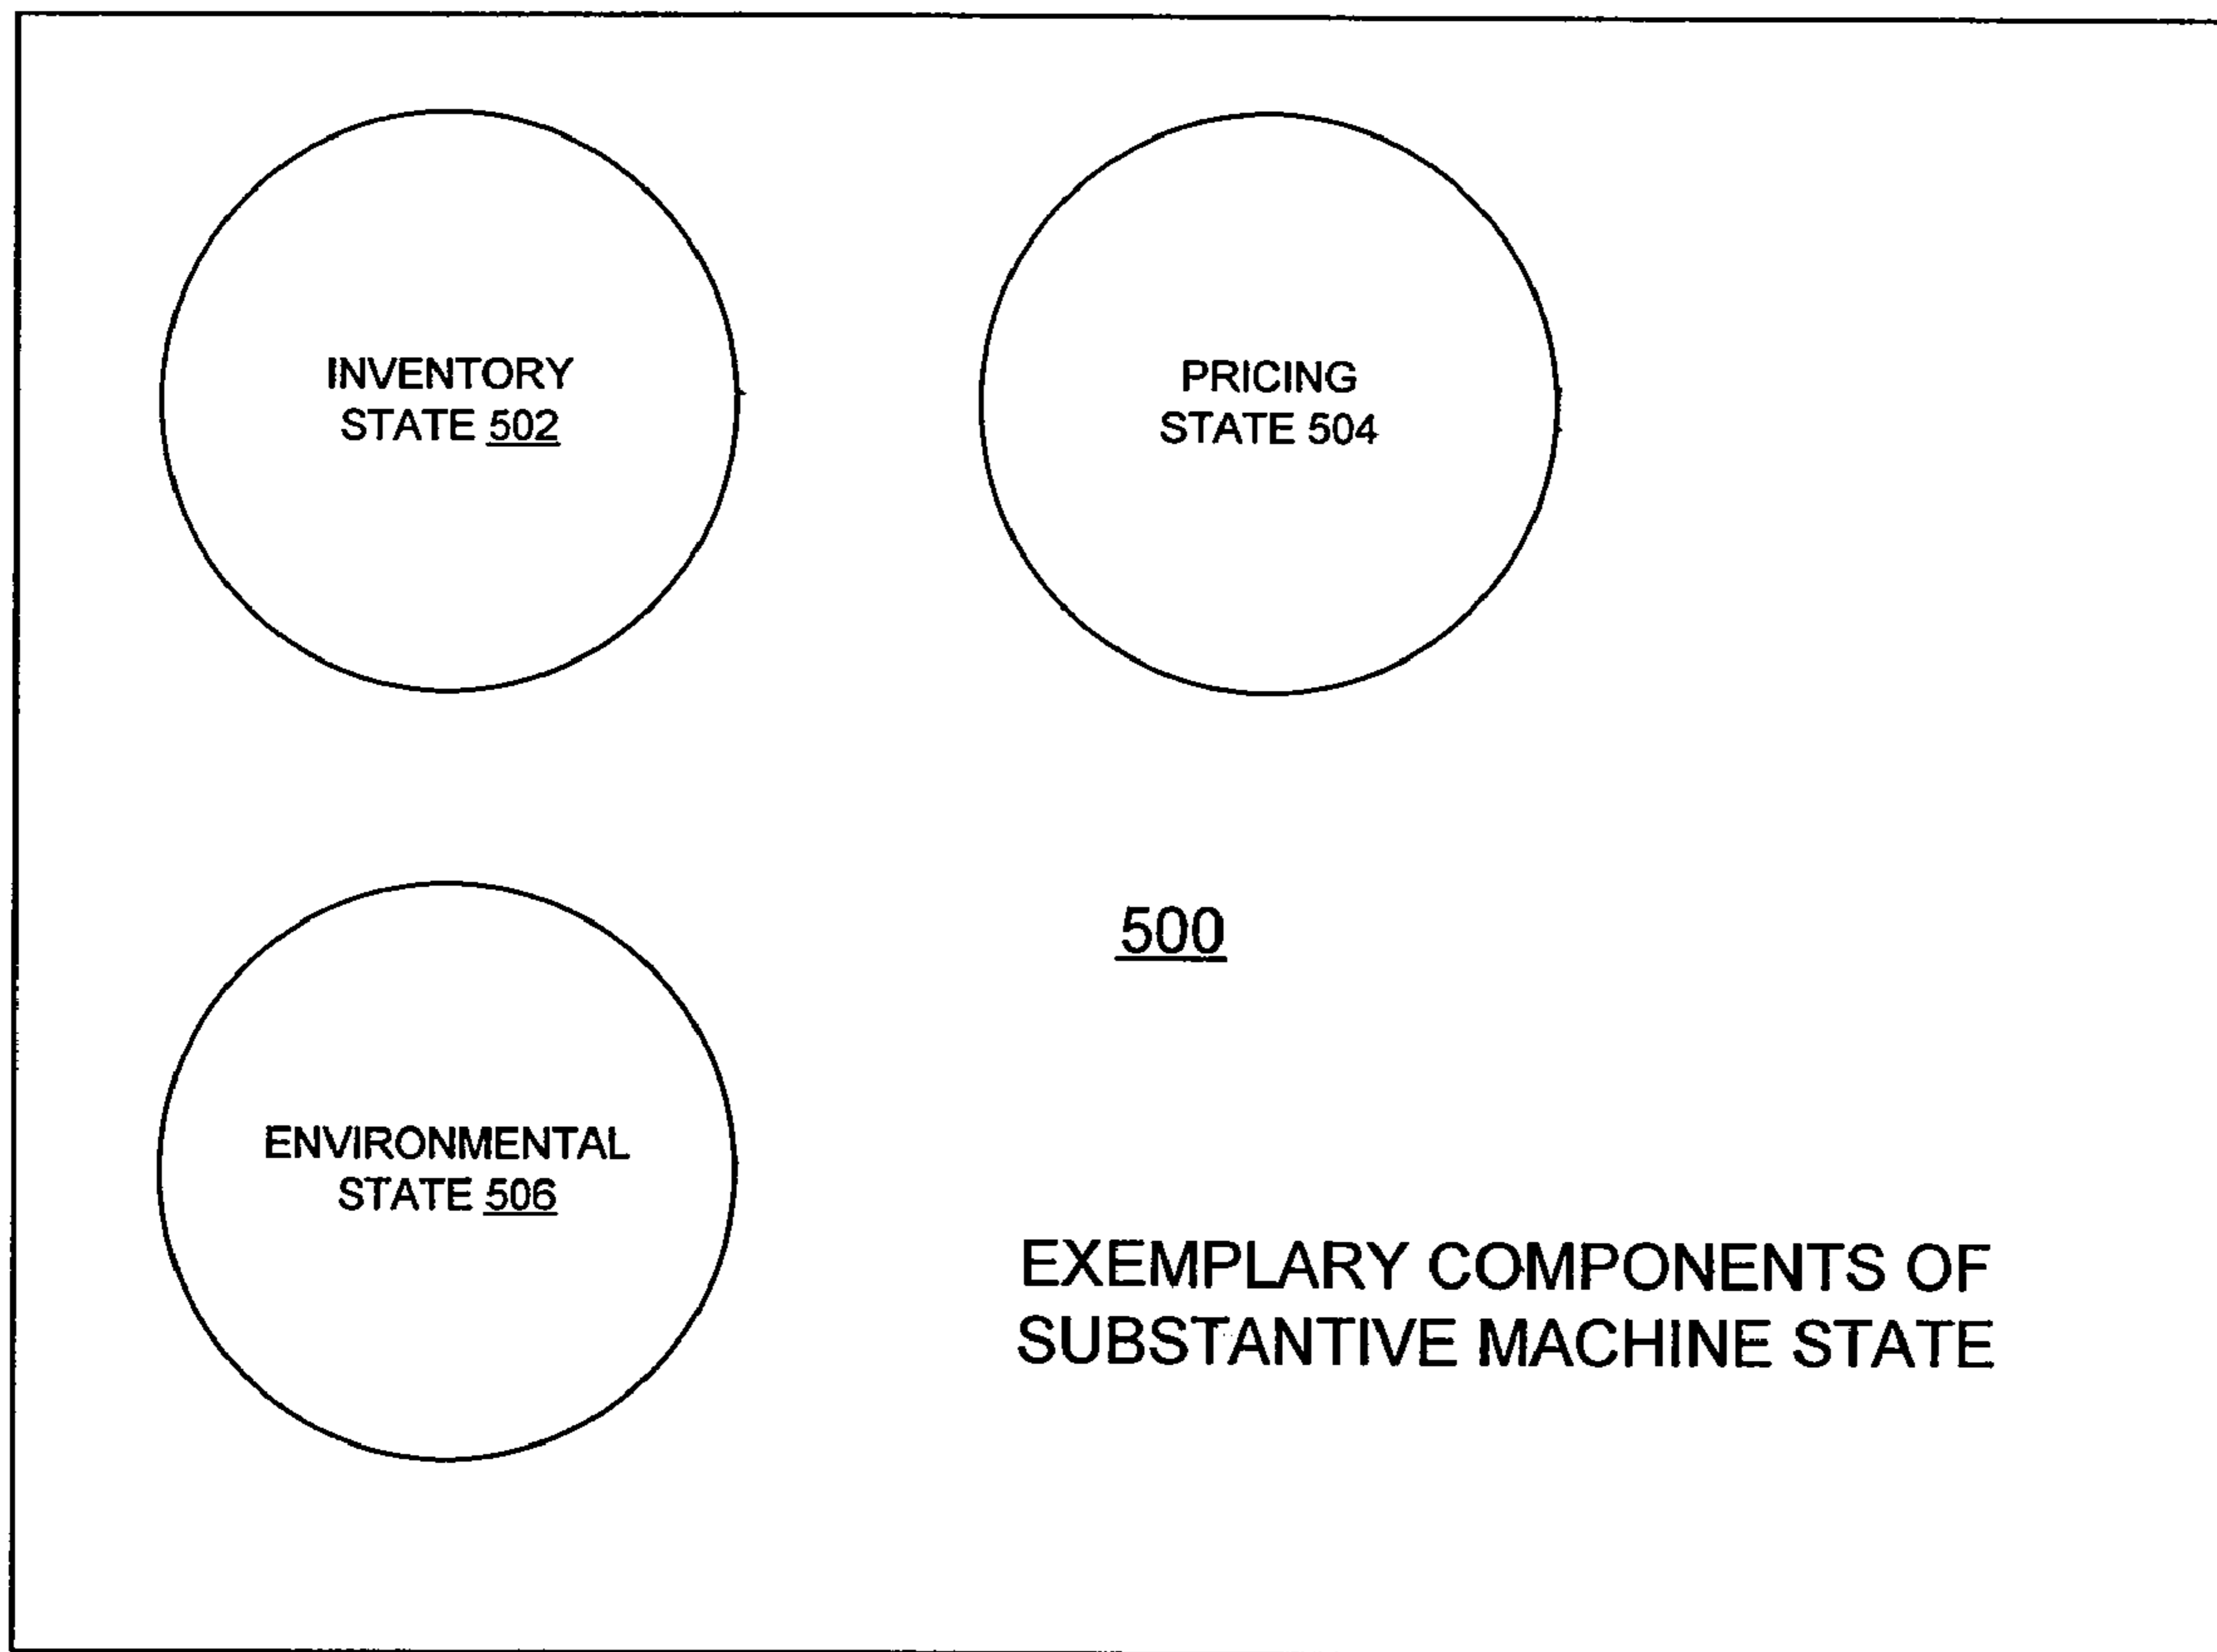 INVENTORY
STATE 502
PRICING
STATE 504
ENVIRONMENTAL
STATE 506
500
EXEMPLARY COMPONENTS OF
SUBSTANTIVE MACHINE STATE